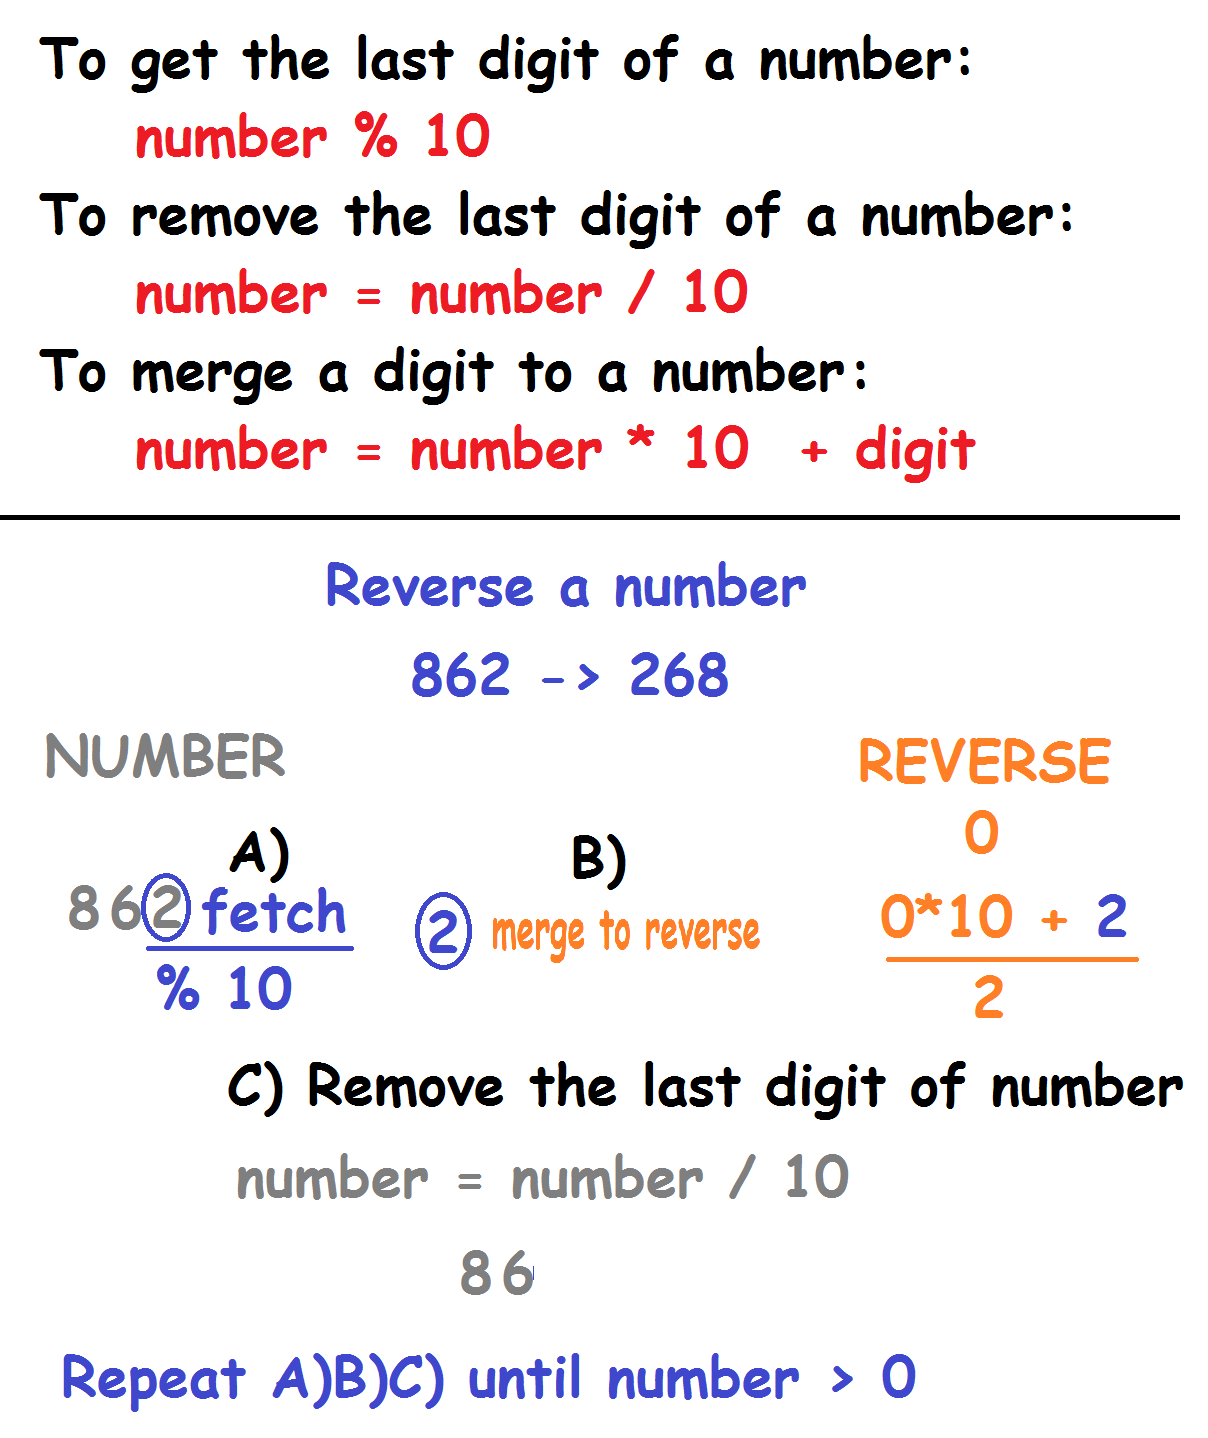 To get the last digit of a number:
number % 10
To remove the last digit of a number:
number = number / 10
To merge a digit to a number:
number = number * 10 + digit
Reverse a number
862 -> 268
NUMBER
REVERSE
0
A)
B)
862 fetch
2 merge to reverse
0*10 + 2
% 10
2
C) Remove the last digit of number
number = number / 10
86
Repeat A)B)C) until number > 0